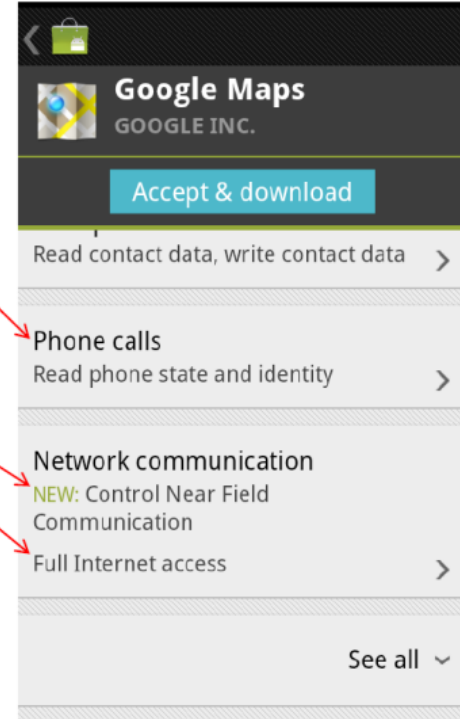 Google Maps
GOOGLE INC.
Accept & download
Read contact data, write contact data
Phone calls
Read phone state and identity
Network communication
NEW: Control Near Field
Communication
Full Internet access
See all